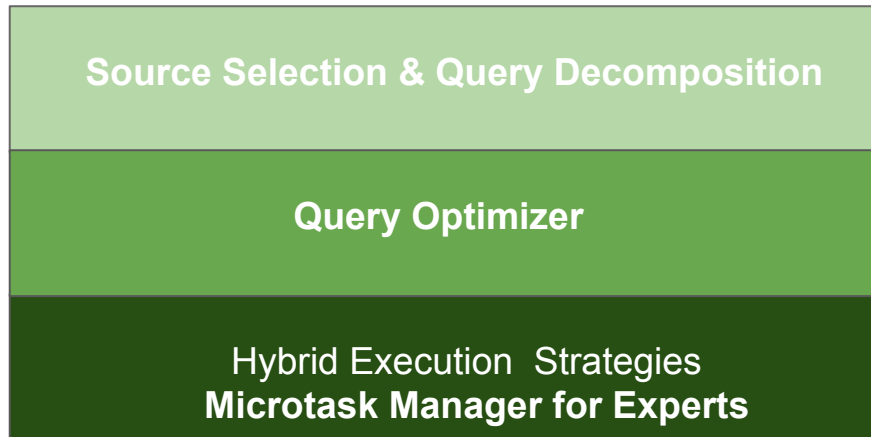 Source Selection & Query Decomposition
Query Optimizer
Hybrid Execution  Strategies
Microtask Manager for Experts